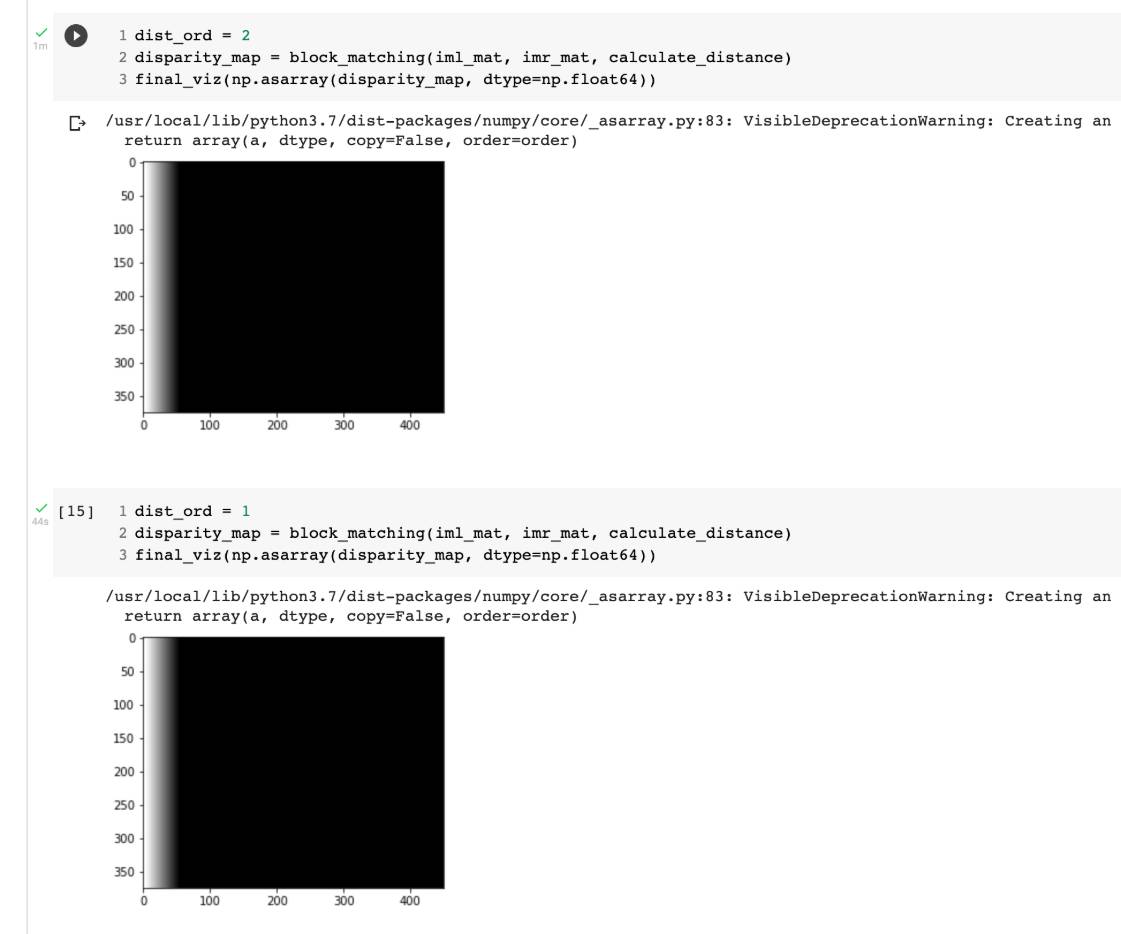 1m
1 dist_ord = 2
2 disparity_map = block_matching(iml_mat, imr_mat, calculate_distance)
3 final_viz(np.asarray(disparity_map, dtype=np.float64))
/usr/local/lib/python3.7/dist-packages/numpy/core/_asarray.py:83: VisibleDeprecationWarning: Creating an
return array(a, dtype, copy=False, order=order)
0
50
100
150
200
250
300
350
0 100 200 300 400
44s
[15] 1 dist_ord = 1
2 disparity_map = block_matching(iml_mat, imr_mat, calculate_distance)
3 final_viz(np.asarray(disparity_map, dtype=np.float64))
/usr/local/lib/python3.7/dist-packages/numpy/core/_asarray.py:83: VisibleDeprecationWarning: Creating an
return array(a, dtype, copy=False, order=order)
0
50
100
150
200
250
300
350
0 100 200 300 400